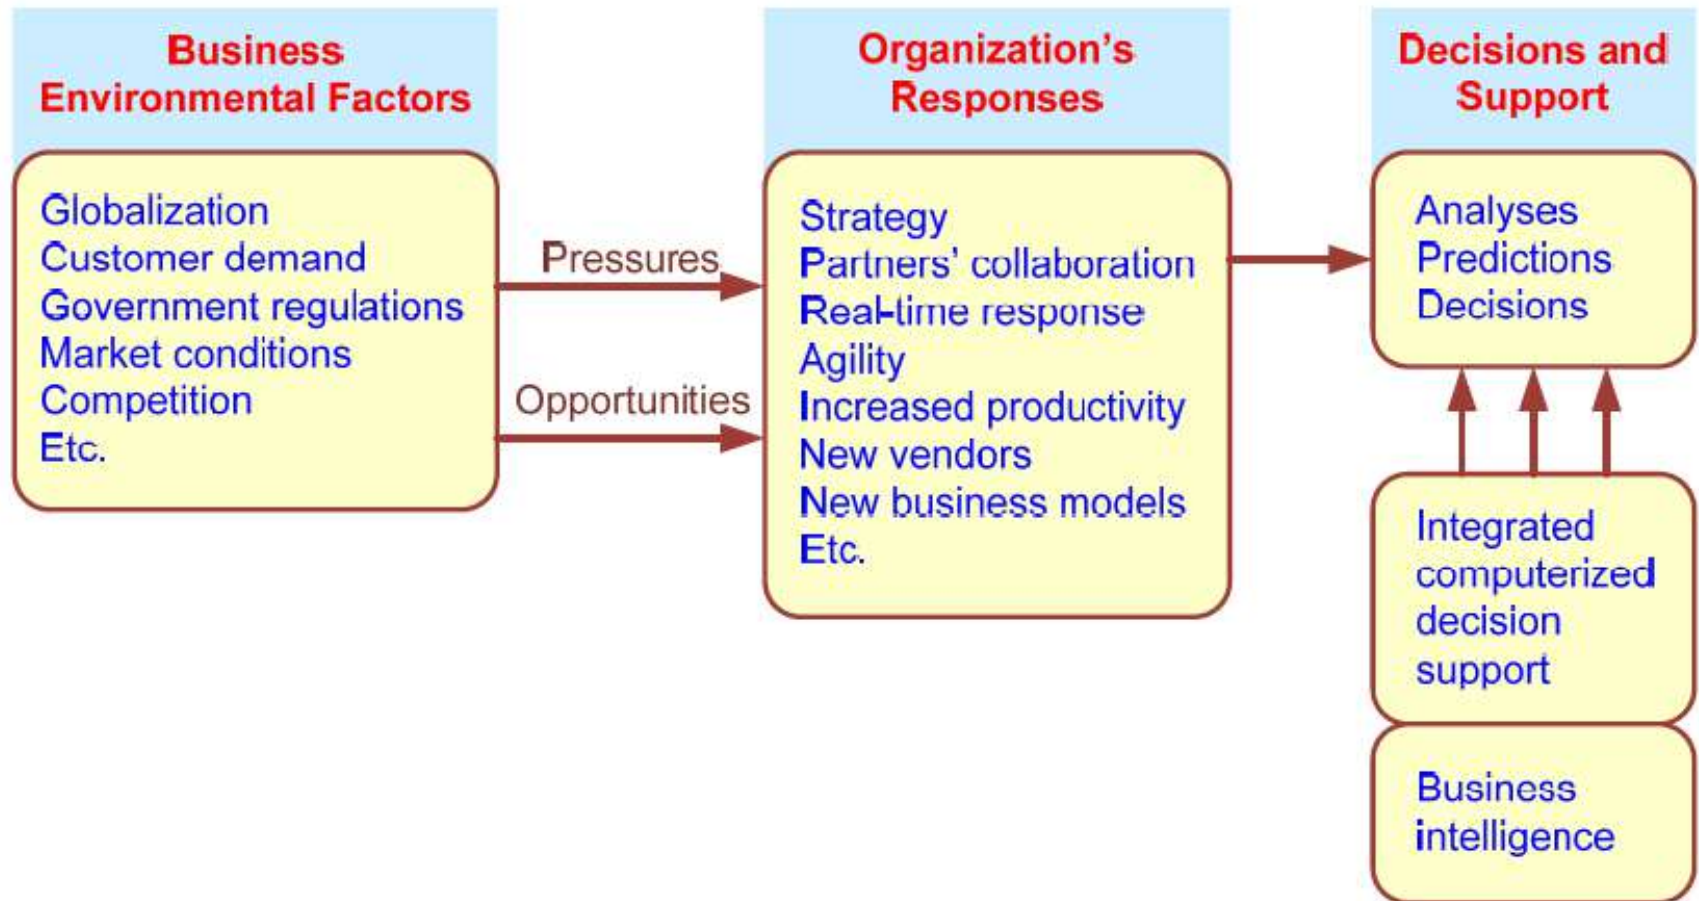 Business
Environmental Factors
Globalization
Customer demand
Government regulations
Market conditions
Competition
Etc.
Pressures
Opportunities
Organization's
Responses
Strategy
Partners' collaboration
Real-time response
Agility
Increased productivity
New vendors
New business models
Etc.
Decisions and
Support
Analyses
Predictions
Decisions
Integrated
computerized
decision
support
Business
intelligence